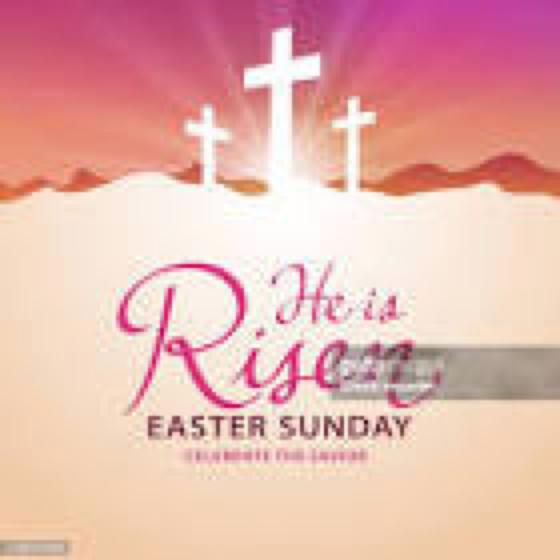 He is
Risen
EASTER SUNDAY
CELEBRATE THE SAVIOR